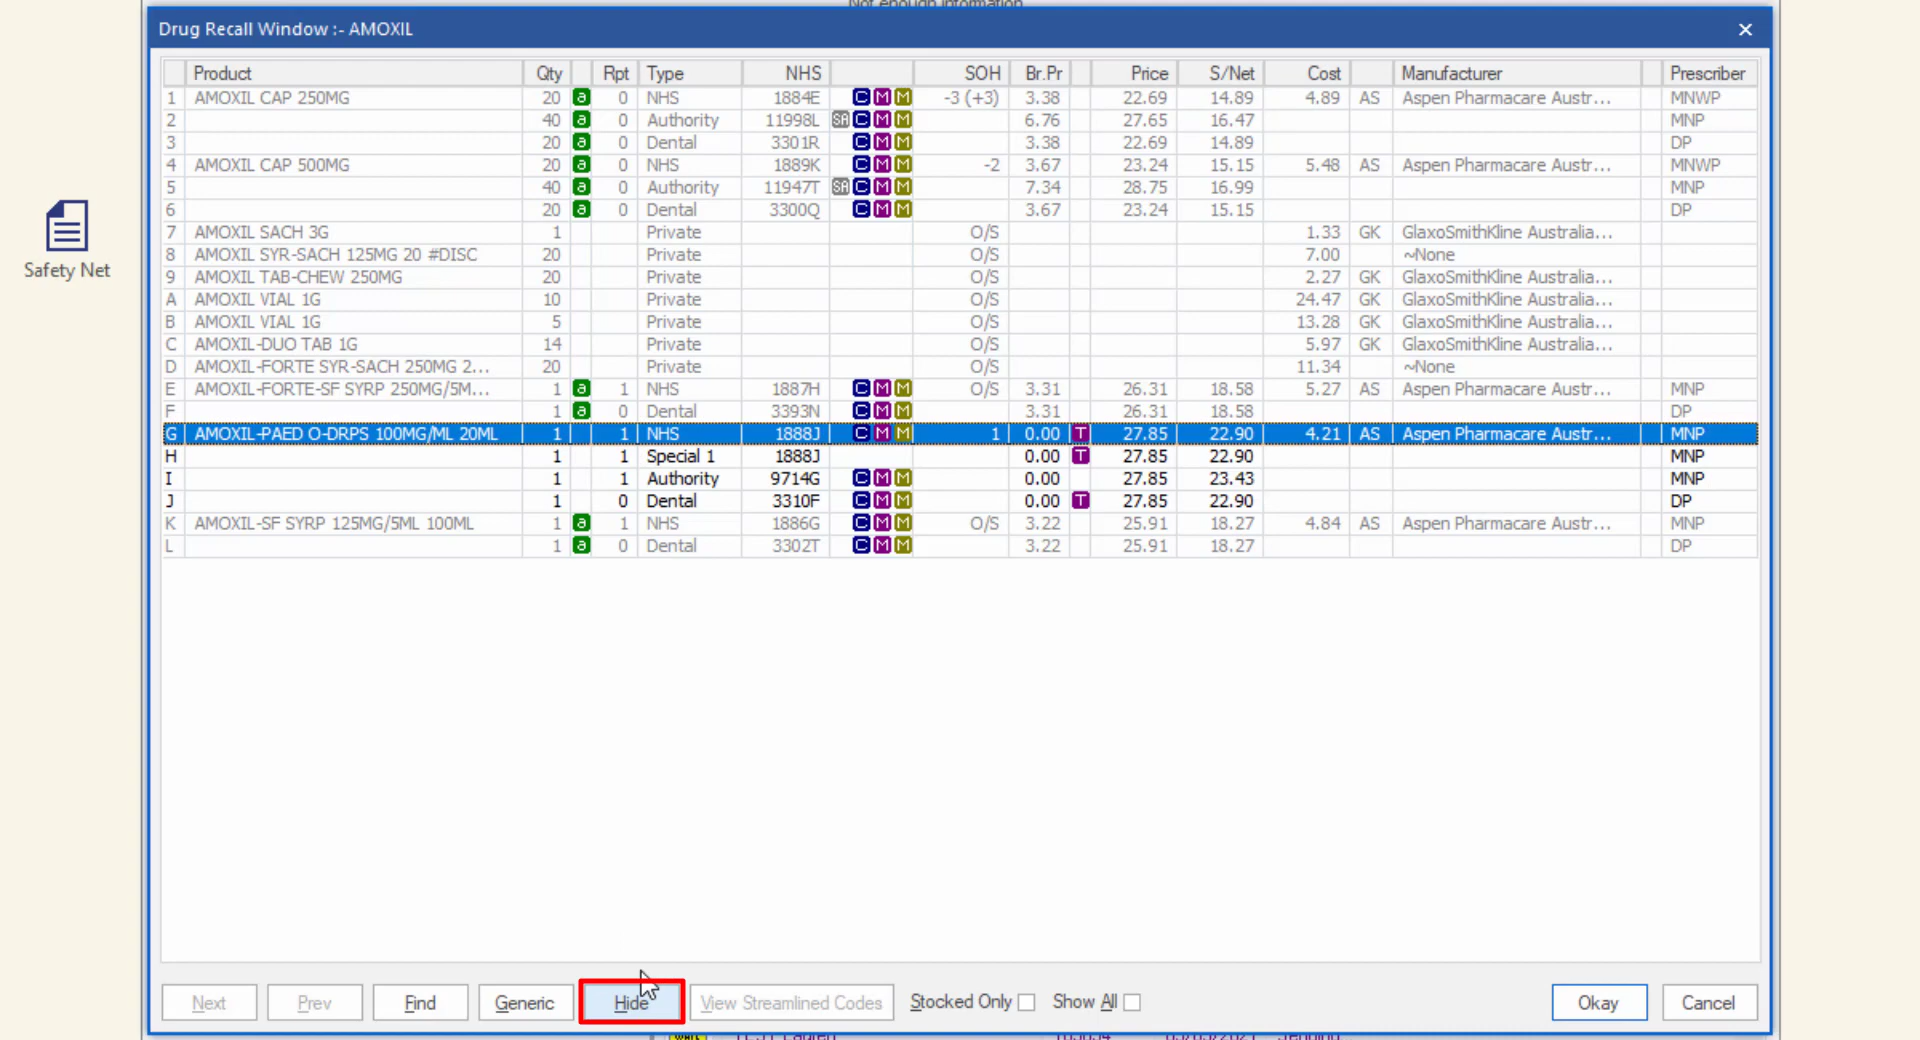 Not enough information
Drug Recall Window :- AMOXIL
Product Qty Rpt Type NHS SOH Br.Pr Price S/Net Cost Manufacturer Prescriber
1 AMOXIL CAP 250MG 20 a 0 NHS 1884E C M M -3 (+3) 3.38 22.69 14.89 4.89 AS Aspen Pharmacare Austr... MNWP
2 40 a 0 Authority 11998L SA C M M 6.76 27.65 16.47 MNP
3 20 a 0 Dental 3301R C M M 3.38 22.69 14.89 DP
4 AMOXIL CAP 500MG 20 a 0 NHS 1889K C M M -2 3.67 23.24 15.15 5.48 AS Aspen Pharmacare Austr... MNWP
5 40 a 0 Authority 11947T SA C M M 7.34 28.75 16.99 MNP
6 20 a 0 Dental 3300Q C M M 3.67 23.24 15.15 DP
7 AMOXIL SACH 3G 1 Private O/S 1.33 GK GlaxoSmithKline Australia...
8 AMOXIL SYR-SACH 125MG 20 #DISC 20 Private O/S 7.00 ~None
9 AMOXIL TAB-CHEW 250MG 20 Private O/S 2.27 GK GlaxoSmithKline Australia...
A AMOXIL VIAL 1G 10 Private O/S 24.47 GK GlaxoSmithKline Australia...
B AMOXIL VIAL 1G 5 Private O/S 13.28 GK GlaxoSmithKline Australia...
C AMOXIL-DUO TAB 1G 14 Private O/S 5.97 GK GlaxoSmithKline Australia...
D AMOXIL-FORTE SYR-SACH 250MG 2... 20 Private O/S 11.34 ~None
E AMOXIL-FORTE-SF SYRP 250MG/5M... 1 a 1 NHS 1887H C M M O/S 3.31 26.31 18.58 5.27 AS Aspen Pharmacare Austr... MNP
F 1 a 0 Dental 3393N C M M 3.31 26.31 18.58 DP
G AMOXIL-PAED O-DRPS 100MG/ML 20ML 1 1 NHS 1888J C M M 1 0.00 T 27.85 22.90 4.21 AS Aspen Pharmacare Austr... MNP
H 1 1 Special 1 1888J 0.00 T 27.85 22.90 MNP
I 1 1 Authority 9714G C M M 0.00 27.85 23.43 MNP
J 1 0 Dental 3310F C M M 0.00 T 27.85 22.90 DP
K AMOXIL-SF SYRP 125MG/5ML 100ML 1 a 1 NHS 1886G C M M O/S 3.22 25.91 18.27 4.84 AS Aspen Pharmacare Austr... MNP
L 1 a 0 Dental 3302T C M M 3.22 25.91 18.27 DP
Safety Net
Next Prev Find Generic Hide View Streamlined Codes Stocked Only Show All Okay Cancel